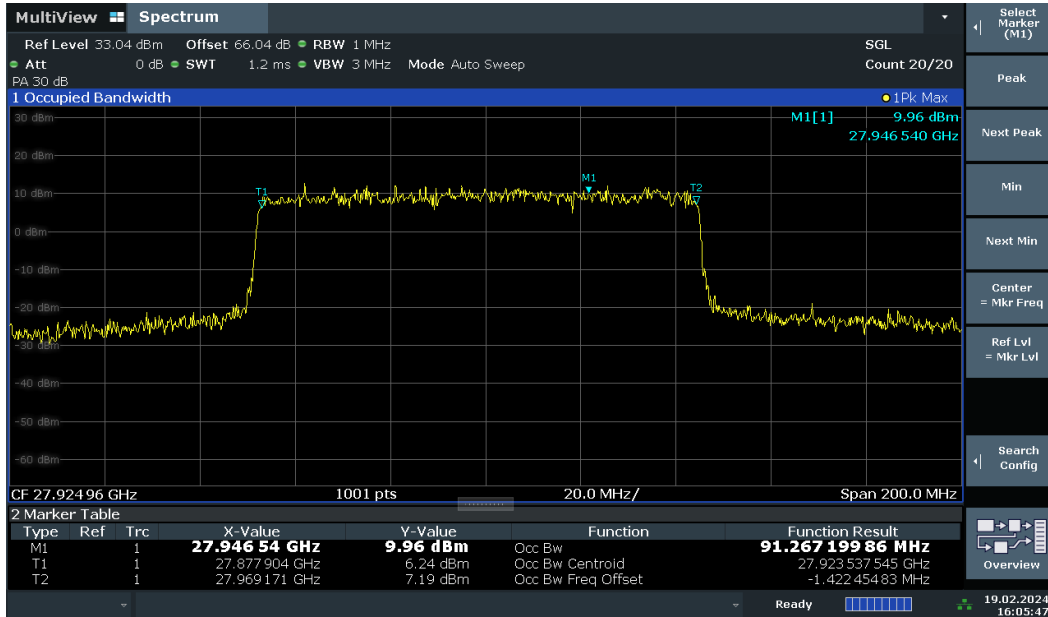 MultiView Spectrum
Ref Level 33.04 dBm Offset 66.04 dB RBW 1 MHz SGL
Att 0 dB SWT 1.2 ms VBW 3 MHz Mode Auto Sweep Count 20/20
PA 30 dB
1 Occupied Bandwidth 1Pk Max
30 dBm
M1[1] 9.96 dBm
27.946 540 GHz
20 dBm
M1
T1
T2
10 dBm
0 dBm
-10 dBm
-20 dBm
-30 dBm
-40 dBm
-50 dBm
-60 dBm
CF 27.92496 GHz 1001 pts 20.0 MHz/ Span 200.0 MHz
2 Marker Table
Type Ref Trc X-Value Y-Value Function Function Result
M1 1 27.946 54 GHz 9.96 dBm Occ Bw 91.267 199 86 MHz
T1 1 27.877 904 GHz 6.24 dBm Occ Bw Centroid 27.923 537 545 GHz
T2 1 27.969 171 GHz 7.19 dBm Occ Bw Freq Offset -1.422 454 83 MHz
Ready
19.02.2024
16:05:47
Select
Marker
(M1)
Peak
Next Peak
Min
Next Min
Center
= Mkr Freq
Ref Lvl
= Mkr Lvl
Search
Config
Overview